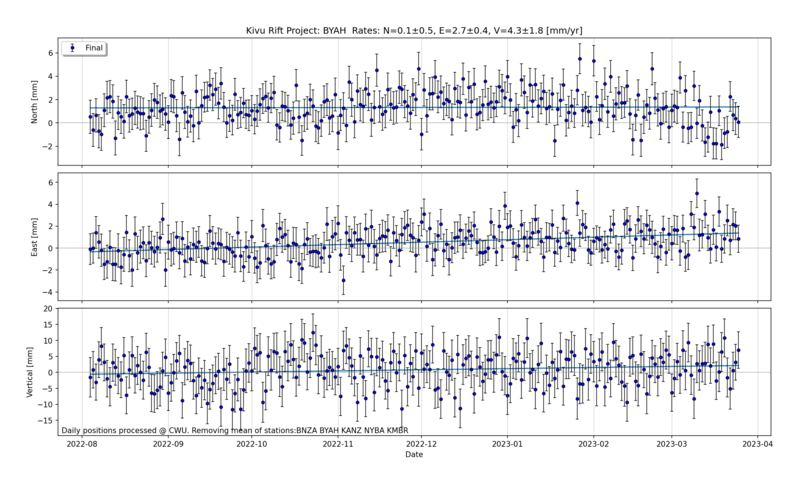 Kivu Rift Project: BYAH Rates: N=0.1±0.5, E=2.7±0.4, V=4.3±1.8 [mm/yr]
Final
North [mm]
6
4
2
0
−2
East [mm]
6
4
2
0
−2
−4
Vertical [mm]
20
15
10
5
0
−5
−10
−15
Daily positions processed @ CWU. Removing mean of stations:BNZA BYAH KANZ NYBA KMBR
2022-08 2022-09 2022-10 2022-11 2022-12 2023-01 2023-02 2023-03 2023-04
Date